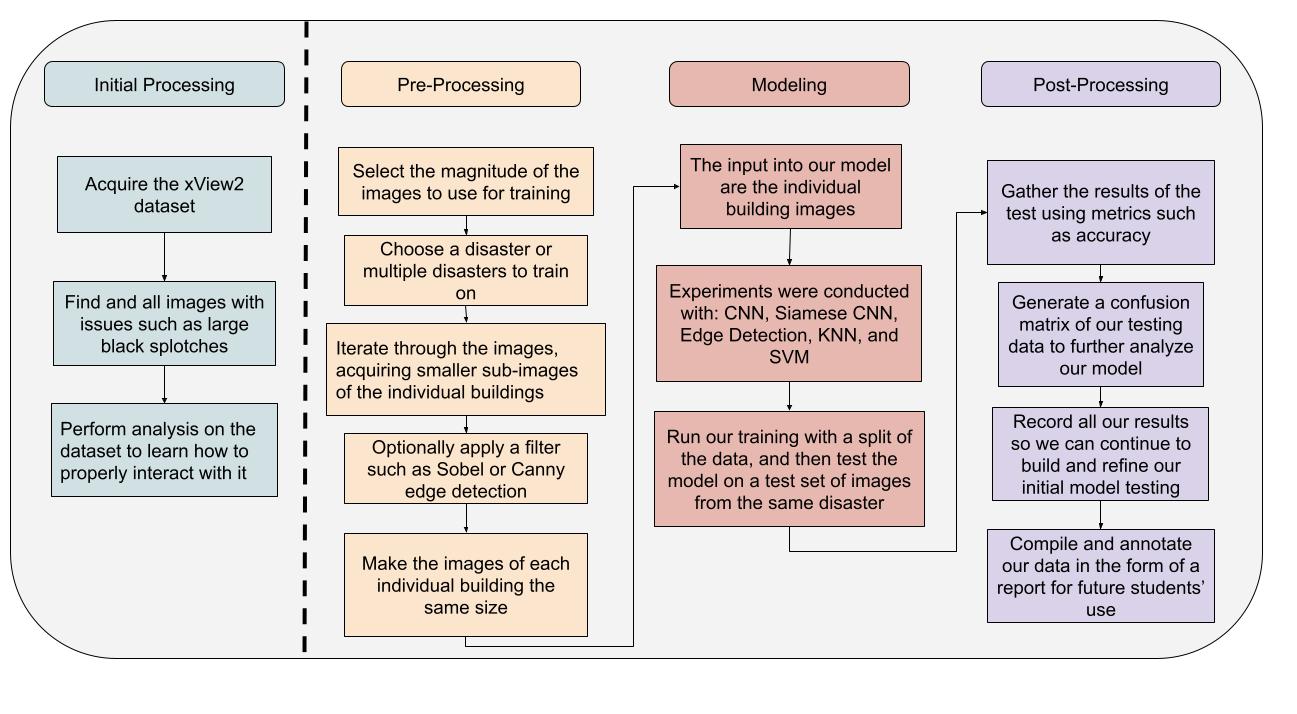 Initial Processing
Acquire the xView2
dataset
Find and all images with
issues such as large
black splotches
Perform analysis on the
dataset to learn how to
properly interact with it
Pre-Processing
Select the magnitude of the
images to use for training
Choose a disaster or
multiple disasters to train
on
Iterate through the images,
acquiring smaller sub-images
of the individual buildings
Optionally apply a filter
such as Sobel or Canny
edge detection
Make the images of each
individual building the
same size
Modeling
The input into our model
are the individual
building images
Experiments were conducted
with: CNN, Siamese CNN,
Edge Detection, KNN, and
SVM
Run our training with a split of
the data, and then test the
model on a test set of images
from the same disaster
Post-Processing
Gather the results of the
test using metrics such
as accuracy
Generate a confusion
matrix of our testing
data to further analyze
our model
Record all our results
so we can continue to
build and refine our
initial model testing
Compile and annotate
our data in the form of a
report for future students’
use